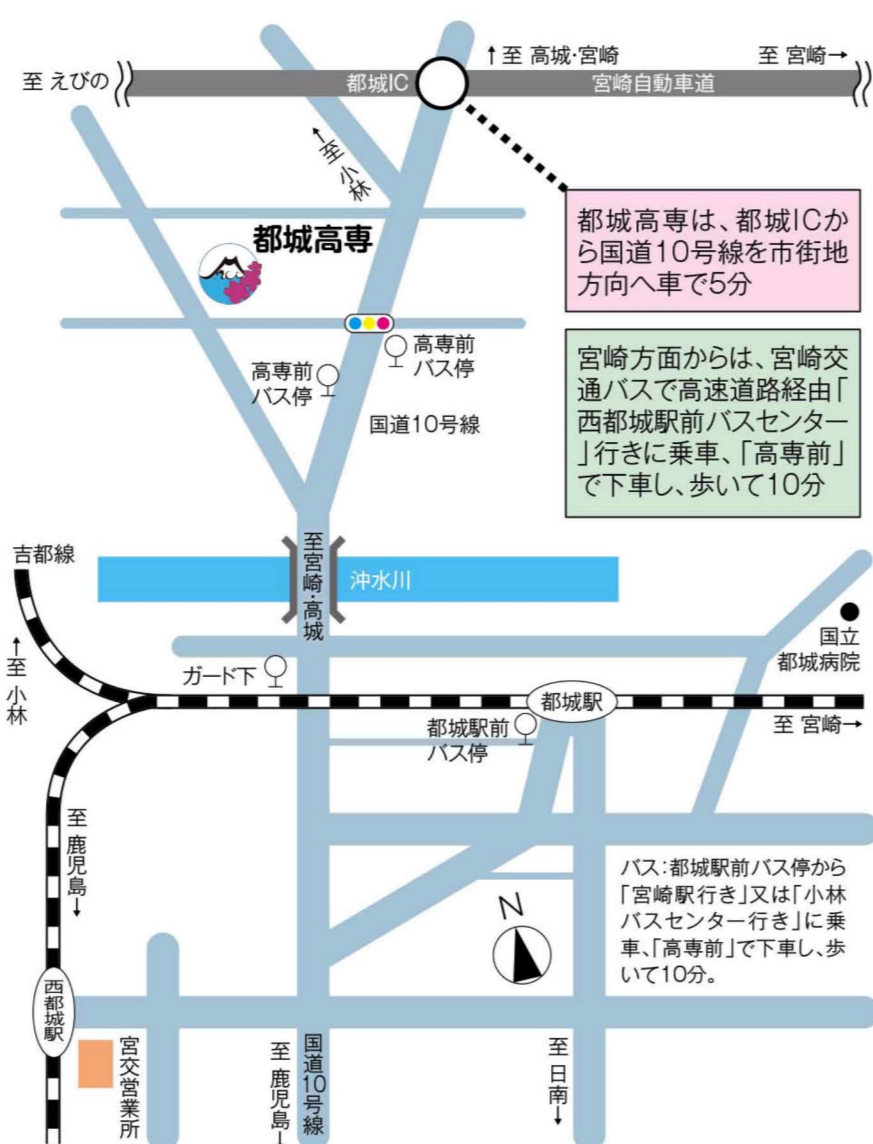 ↑至 高城・宮崎
至 宮崎→
至 えびの
都城IC
宮崎自動車道
←至 小林
都城高専は、都城ICか
ら国道10号線を市街地
方向へ車で5分
都城高専
高専前
バス停
高専前
バス停
国道10号線
宮崎方面からは、宮崎交
通バスで高速道路経由「
西都城駅前バスセンター
」行きに乗車、「高専前」
で下車し、歩いて10分
至宮崎・高城
吉都線
沖水川
国立
都城病院
←至 小林
ガード下
都城駅
都城駅前
バス停
至 宮崎→
至 鹿児島→
バス:都城駅前バス停から
「宮崎駅行き」又は「小林
バスセンター行き」に乗
車、「高専前」で下車し、歩
いて10分。
N
西都城駅
宮交営業所
至 鹿児島→
国道10号線
至 日南→